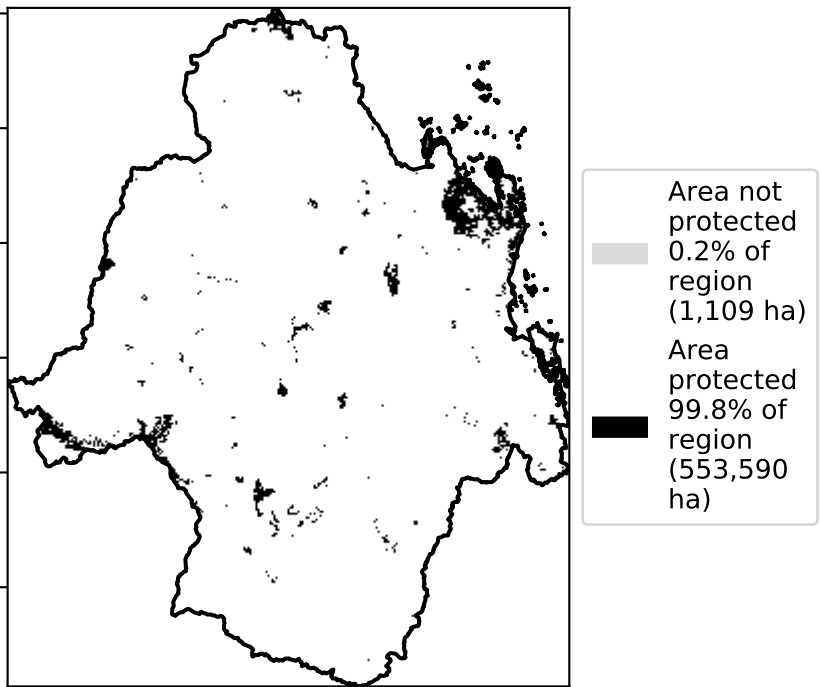 Area not
protected
0.2% of
region
(1,109 ha)
Area
protected
99.8% of
region
(553,590
ha)